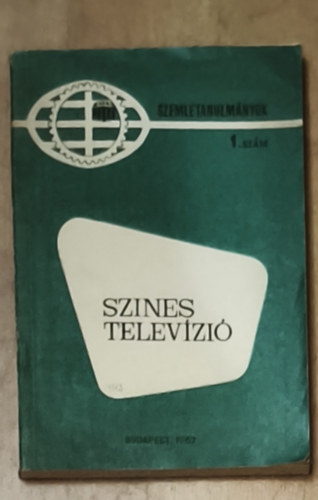 SZEMLETANULMÁNYOK
1. SZÁM
SZINES
TELEVÍZIÓ
BUDAPEST, 1967